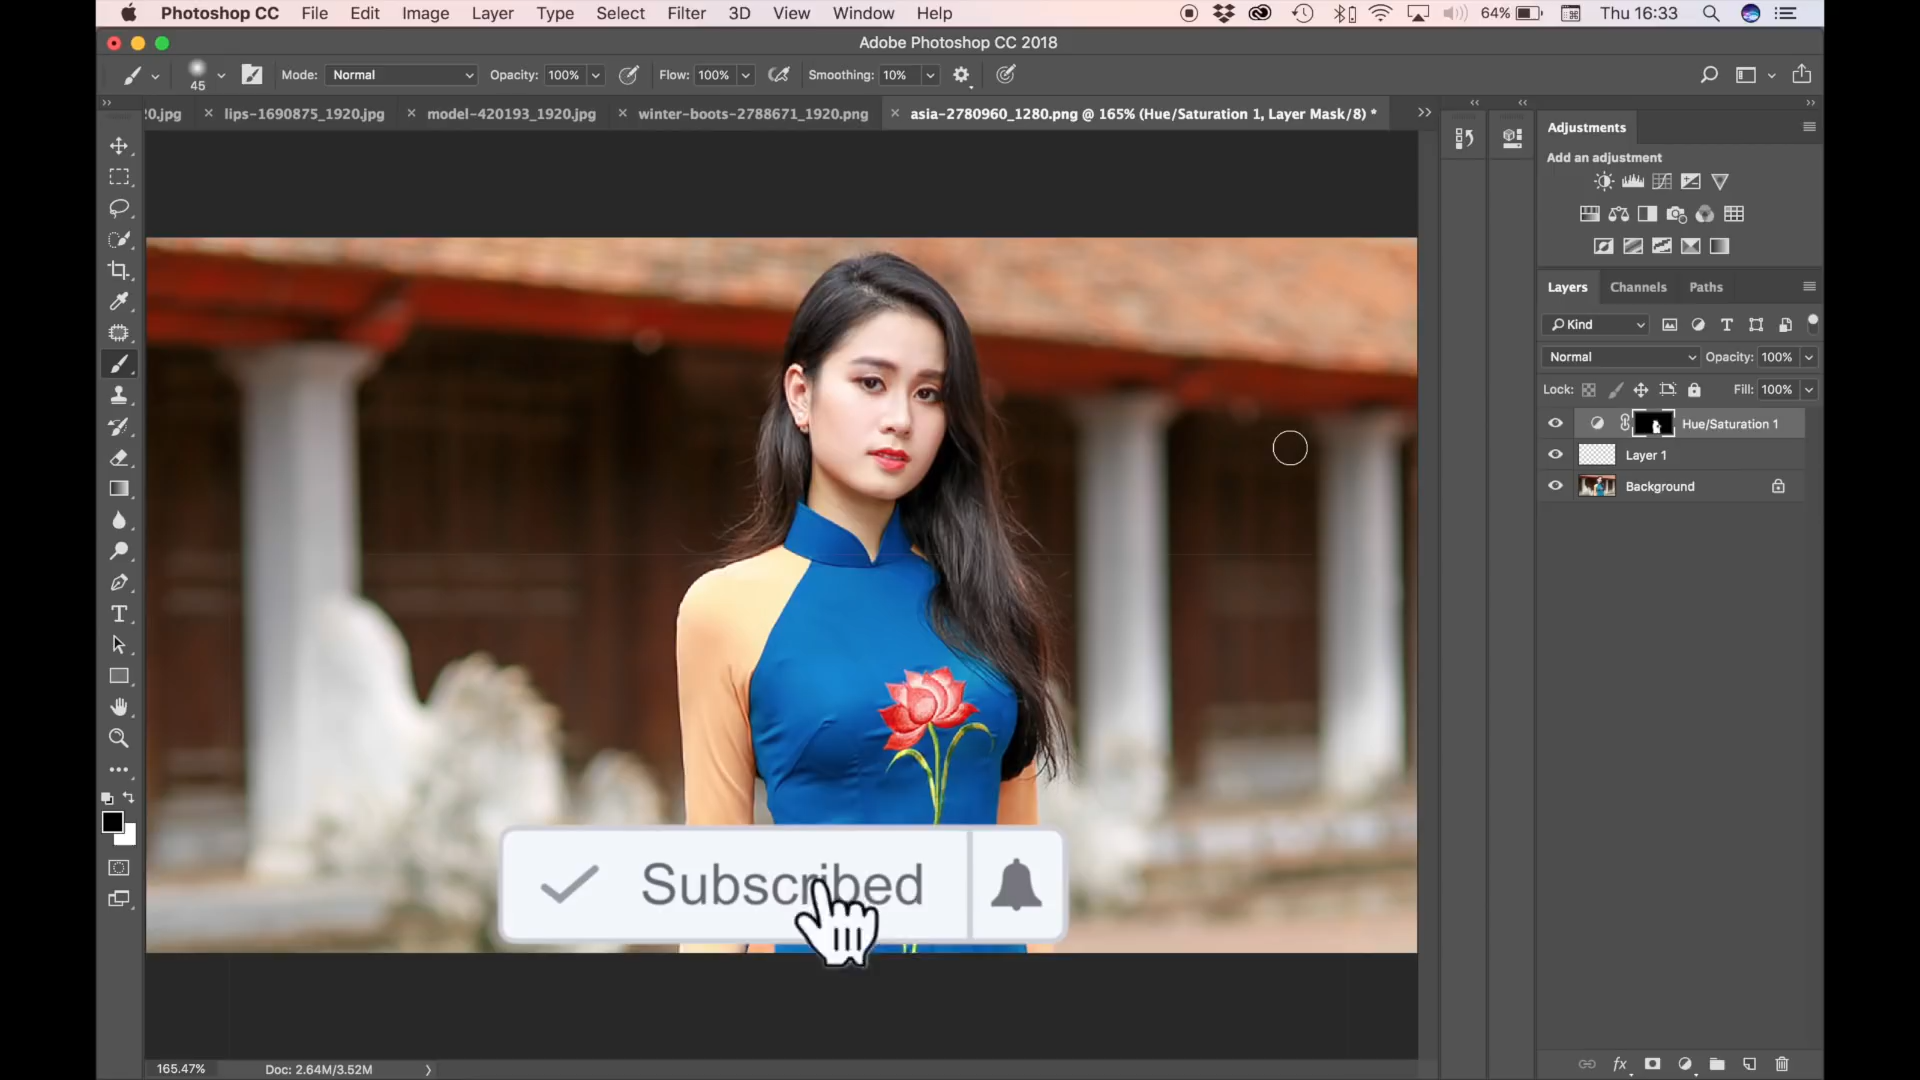 Photoshop CC File Edit Image Layer Type Select Filter 3D View Window Help 64% Thu 16:33
Adobe Photoshop CC 2018
45 Mode: Normal Opacity: 100% Flow: 100% Smoothing: 10%
20.jpg × lips-1690875_1920.jpg × model-420193_1920.jpg × winter-boots-2788671_1920.png × asia-2780960_1280.png @ 165% (Hue/Saturation 1, Layer Mask/8) *
Adjustments
Add an adjustment
Layers Channels Paths
Kind
Normal Opacity: 100%
Lock: Fill: 100%
Hue/Saturation 1
Layer 1
Background
Subscribed
165.47% Doc: 2.64M/3.52M